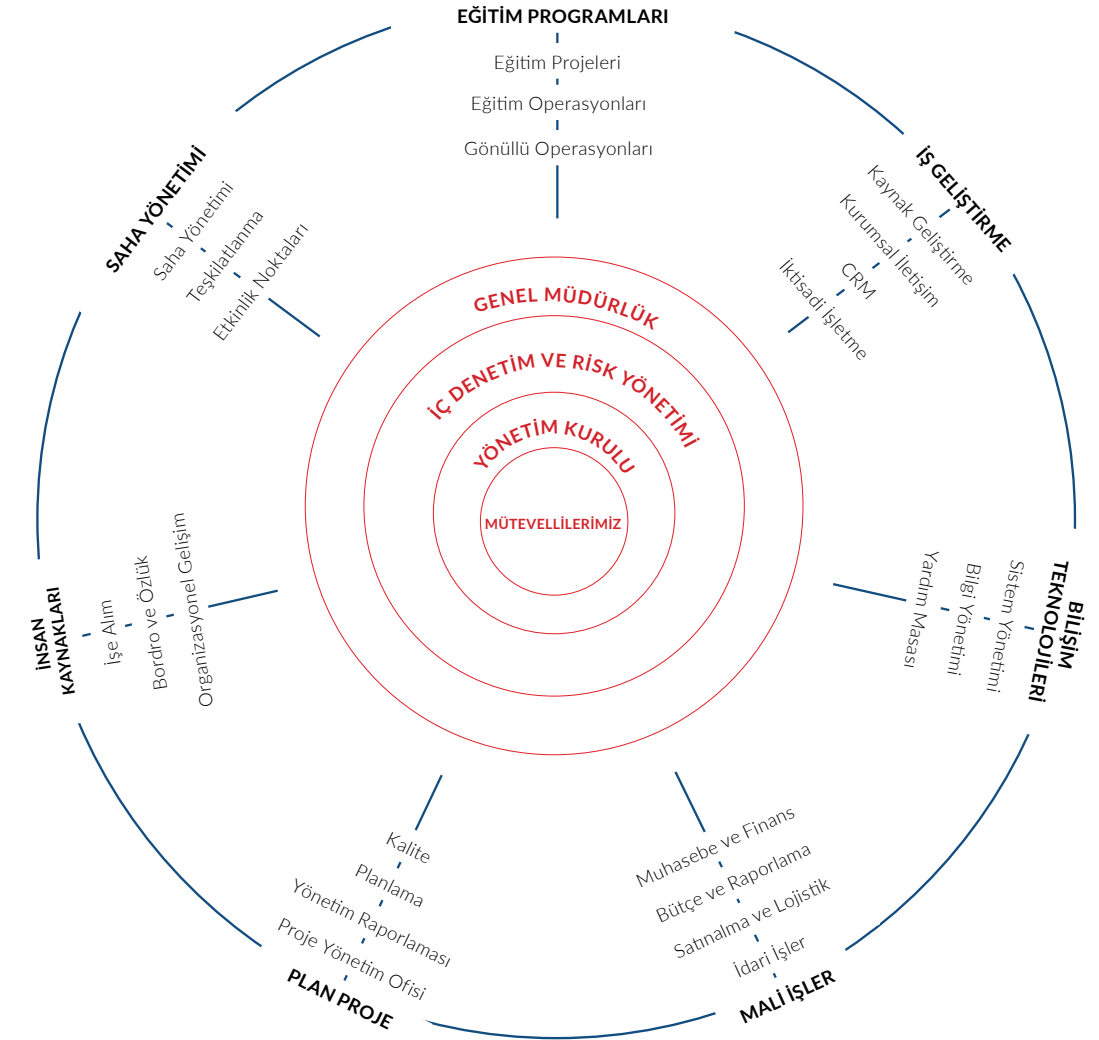 EĞİTİM PROGRAMLARI
Eğitim Projeleri
Eğitim Operasyonları
Gönüllü Operasyonları
İŞ GELİŞTİRME
Kaynak Geliştirme
Kurumsal İletişim
CRM
İktisadi İşletme
BİLİŞİM
TEKNOLOJİLERİ
Sistem Yönetimi
Bilgi Yönetimi
Yardım Masası
Muhasebe ve Finans
Bütçe ve Raporlama
Satınalma ve Lojistik
İdari İşler
MALİ İŞLER
Kalite
Planlama
Yönetim Raporlaması
Proje Yönetim Ofisi
PLAN PROJE
İNSAN
KAYNAKLARI
İşe Alım
Bordro ve Özlük
Organizasyonel Gelişim
SAHA YÖNETİMİ
Saha Yönetimi
Teşkilatlanma
Etkinlik Noktaları
GENEL MÜDÜRLÜK
İÇ DENETİM VE RİSK YÖNETİMİ
YÖNETİM KURULU
MÜTEVELLİLERİMİZ